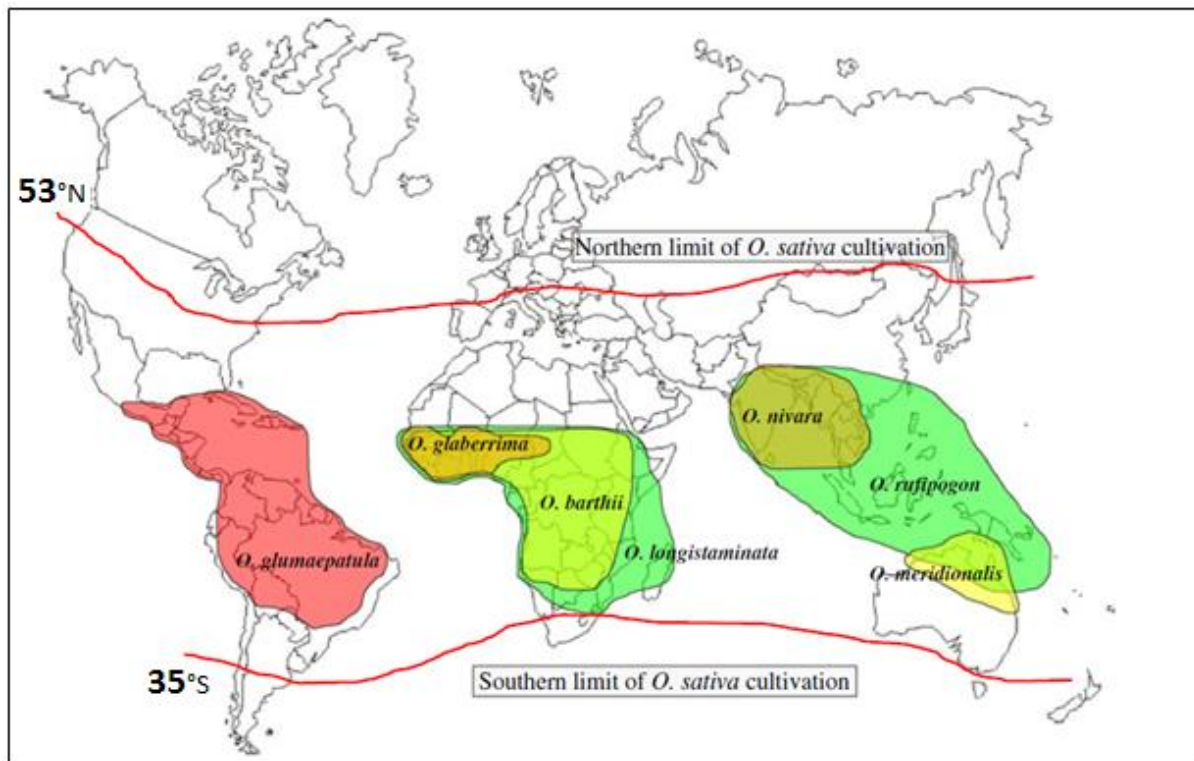 53°N
Northern limit of O. sativa cultivation
O. nivara
O. glaberrima
O. rufipogon
O. barthii
O. longistaminata
O. glumaepatula
O. meridionalis
35°S
Southern limit of O. sativa cultivation